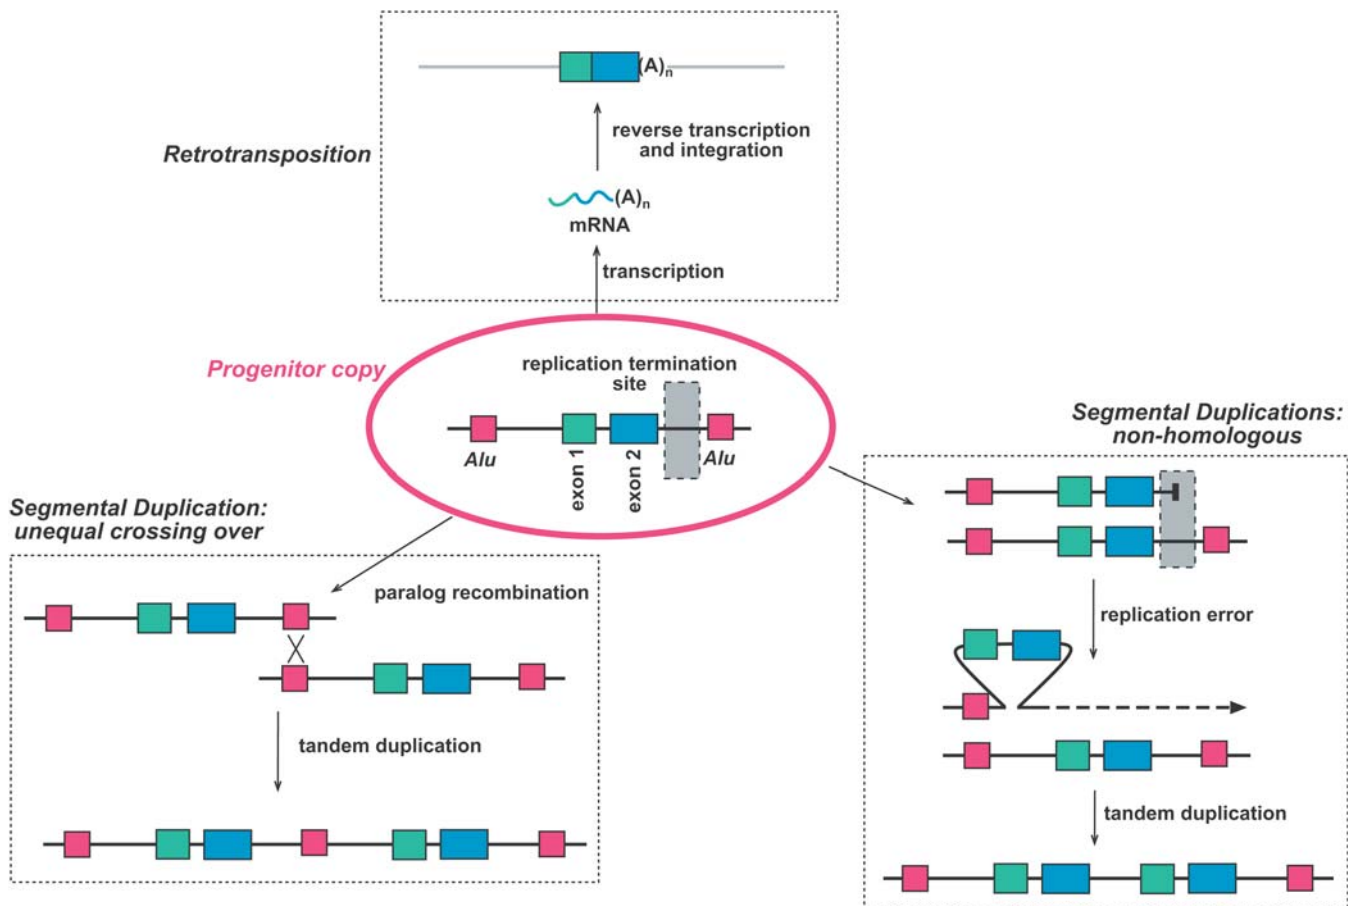 (A)n
reverse transcription
and integration
Retrotransposition
(A)n
mRNA
transcription
Progenitor copy
replication termination
site
Alu
exon 1
exon 2
Alu
Segmental Duplications:
non-homologous
replication error
tandem duplication
Segmental Duplication:
unequal crossing over
paralog recombination
tandem duplication